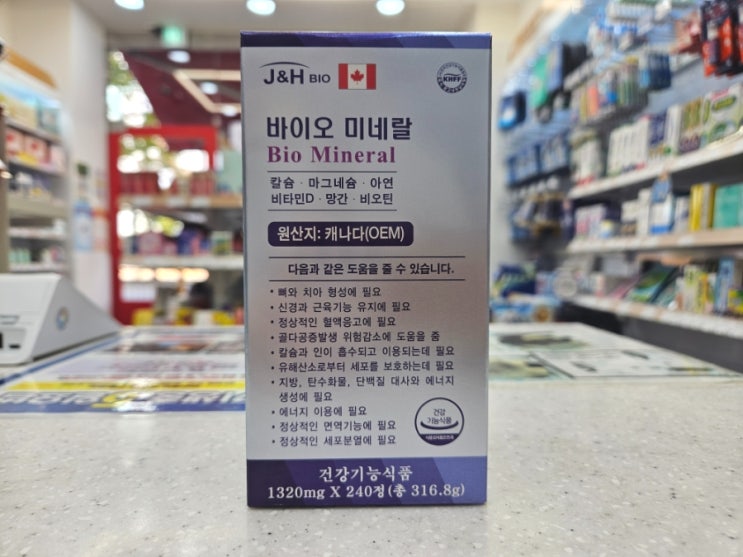 J&H BIO
KHFF
바이오 미네랄
Bio Mineral
칼슘 · 마그네슘 · 아연
비타민D · 망간 · 비오틴
원산지: 캐나다(OEM)
다음과 같은 도움을 줄 수 있습니다.
• 뼈와 치아 형성에 필요
• 신경과 근육기능 유지에 필요
• 정상적인 혈액응고에 필요
• 골다공증발생 위험감소에 도움을 줌
• 칼슘과 인이 흡수되고 이용되는데 필요
• 유해산소로부터 세포를 보호하는데 필요
• 지방, 탄수화물, 단백질 대사와 에너지
생성에 필요
• 에너지 이용에 필요
• 정상적인 면역기능에 필요
• 정상적인 세포분열에 필요
건강
기능식품
건강기능식품
1320mg X 240정(총 316.8g)